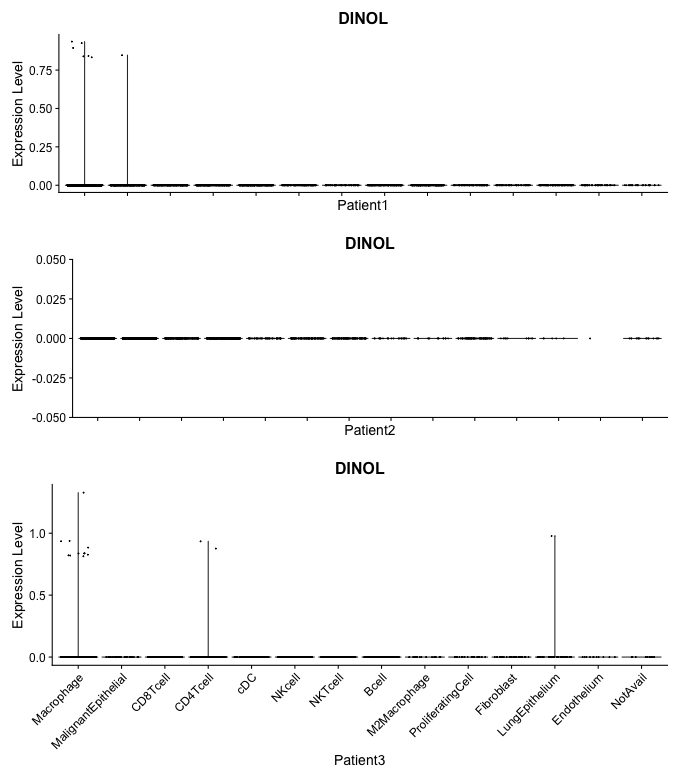 DINOL
Expression Level
0.75
0.50
0.25
0.00
Patient1
DINOL
Expression Level
0.050
0.025
0.000
-0.025
-0.050
Patient2
DINOL
Expression Level
1.0
0.5
0.0
Macrophage
MalignantEpithelial
CD8Tcell
CD4Tcell
cDC
NKcell
NKTcell
Bcell
M2Macrophage
ProliferatingCell
Fibroblast
LungEpithelium
Endothelium
NotAvail
Patient3